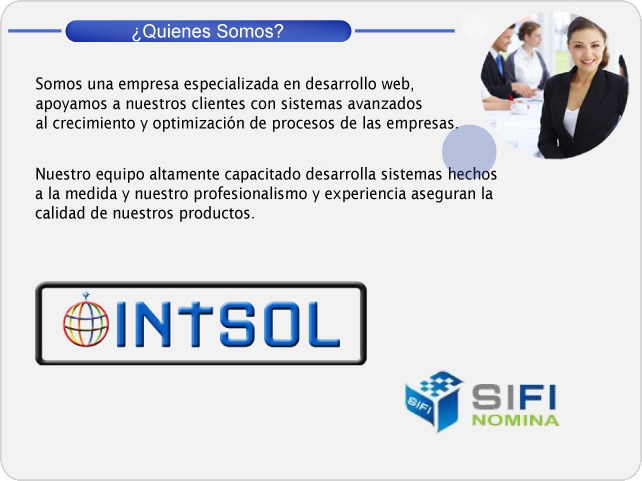 ¿Quienes Somos?
Somos una empresa especializada en desarrollo web,
apoyamos a nuestros clientes con sistemas avanzados
al crecimiento y optimización de procesos de las empresas.
Nuestro equipo altamente capacitado desarrolla sistemas hechos
a la medida y nuestro profesionalismo y experiencia aseguran la
calidad de nuestros productos.
INTSOL
SIFI
SIFI
NOMINA